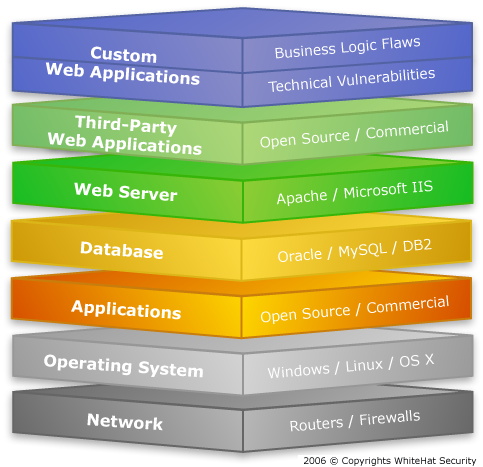 Custom
Web Applications
Business Logic Flaws
Technical Vulnerabilities
Third-Party
Web Applications
Open Source / Commercial
Web Server
Apache / Microsoft IIS
Database
Oracle / MySQL / DB2
Applications
Open Source / Commercial
Operating System
Windows / Linux / OS X
Network
Routers / Firewalls
2006 © Copyrights WhiteHat Security